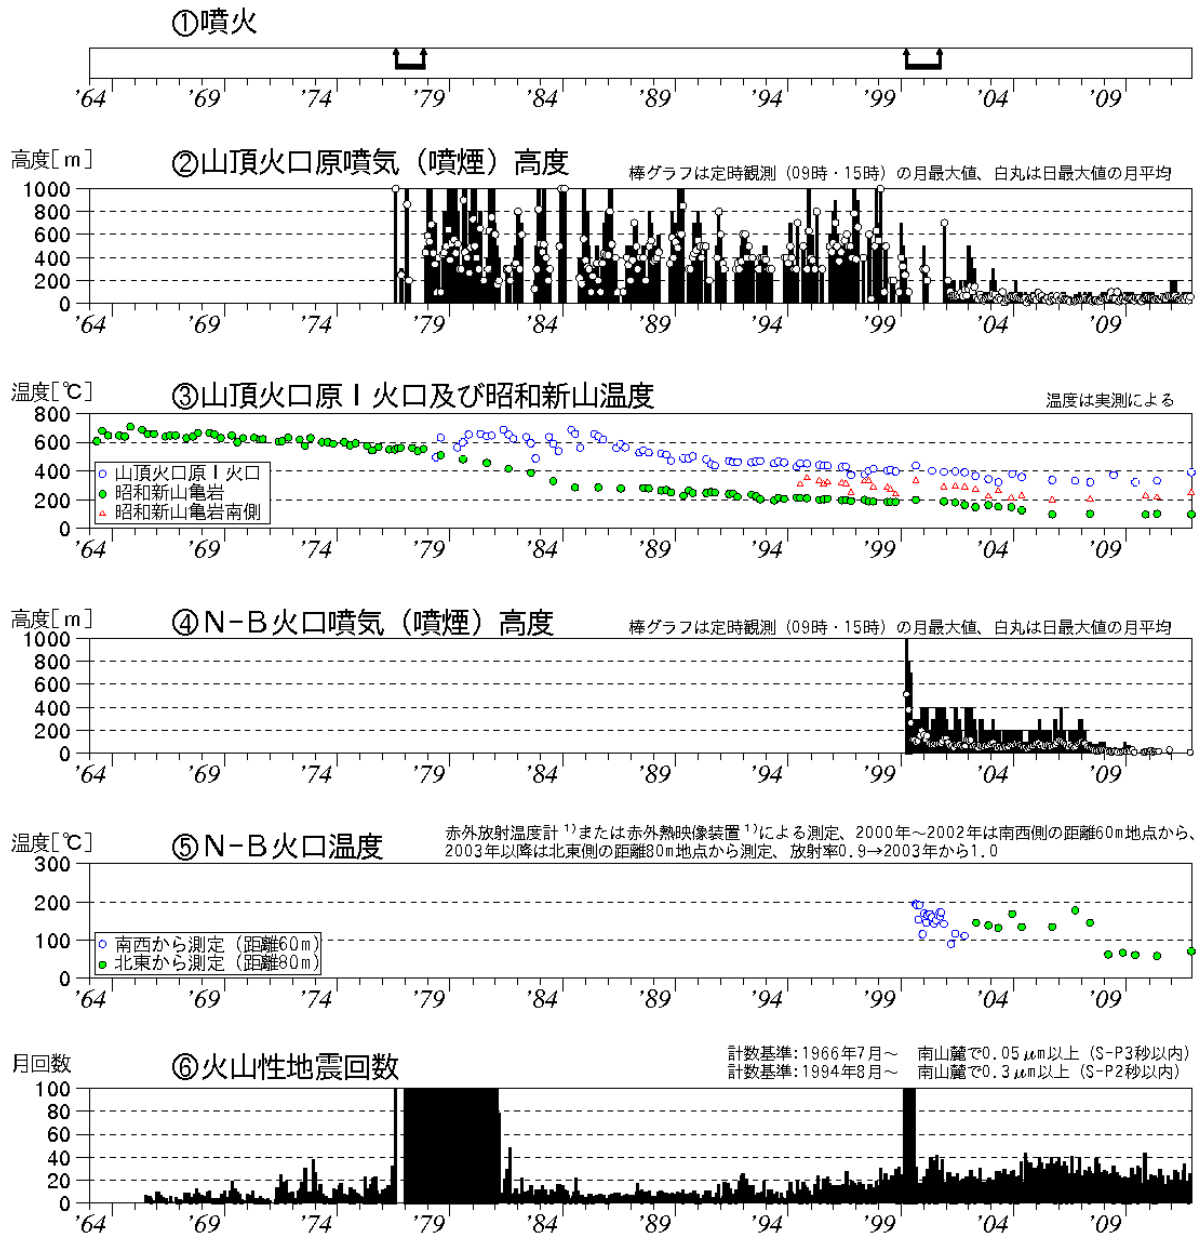 ①噴火
'64 '69 '74 '79 '84 '89 '94 '99 '04 '09
高度[m] ②山頂火口原噴気（噴煙）高度 棒グラフは定時観測（09時・15時）の月最大値、白丸は日最大値の月平均
1000
800
600
400
200
0
'64 '69 '74 '79 '84 '89 '94 '99 '04 '09
温度[℃] ③山頂火口原Ⅰ火口及び昭和新山温度 温度は実測による
800
600
400
200
0
山頂火口原Ⅰ火口
昭和新山亀岩
昭和新山亀岩南側
'64 '69 '74 '79 '84 '89 '94 '99 '04 '09
高度[m] ④N-B火口噴気（噴煙）高度 棒グラフは定時観測（09時・15時）の月最大値、白丸は日最大値の月平均
1000
800
600
400
200
0
'64 '69 '74 '79 '84 '89 '94 '99 '04 '09
温度[℃] ⑤N-B火口温度 赤外放射温度計1)または赤外熱映像装置1)による測定、2000年～2002年は南西側の距離60m地点から、
2003年以降は北東側の距離80m地点から測定、放射率0.9→2003年から1.0
300
200
100
0
南西から測定（距離60m）
北東から測定（距離80m）
'64 '69 '74 '79 '84 '89 '94 '99 '04 '09
月回数 ⑥火山性地震回数 計数基準:1966年7月～ 南山麓で0.05μm以上（S-P3秒以内）
計数基準:1994年8月～ 南山麓で0.3μm以上（S-P2秒以内）
100
80
60
40
20
0
'64 '69 '74 '79 '84 '89 '94 '99 '04 '09